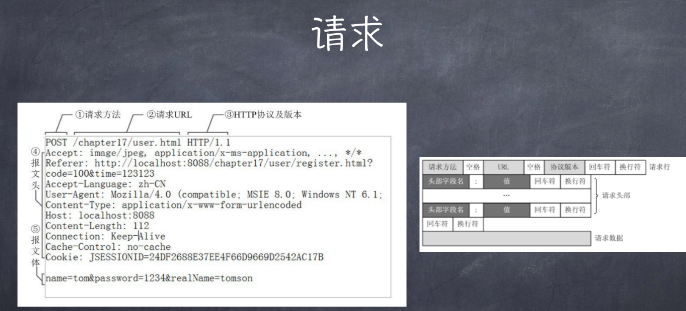 请求
①请求方法 ②请求URL ③HTTP协议及版本
POST /chapter17/user.html HTTP/1.1
④报文头
Accept: image/jpeg, application/x-ms-application, ..., */*
Referer: http://localhost:8088/chapter17/user/register.html?
code=100&time=123123
Accept-Language: zh-CN
User-Agent: Mozilla/4.0 (compatible; MSIE 8.0; Windows NT 6.1;
Content-Type: application/x-www-form-urlencoded
Host: localhost:8088
Content-Length: 112
Connection: Keep-Alive
Cache-Control: no-cache
Cookie: JSESSIONID=24DF2688E37EE4F66D9669D2542AC17B
⑤报文体
name=tom&password=1234&realName=tomson
请求方法 空格 URL 空格 协议版本 回车符 换行符 请求行
头部字段名 : 值 回车符 换行符
...
请求头部
头部字段名 : 值 回车符 换行符
回车符 换行符
请求数据